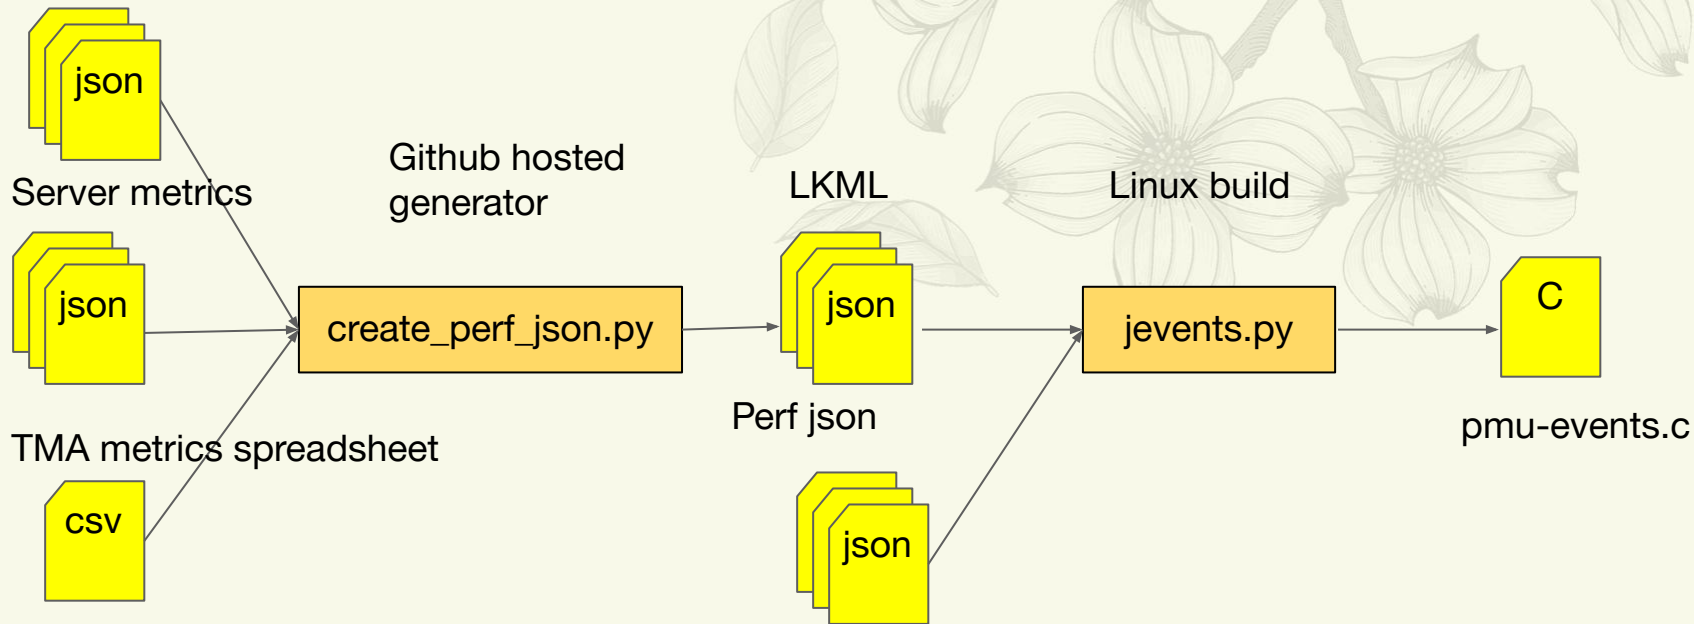 json
Server metrics
json
TMA metrics spreadsheet
csv
Github hosted
generator
create_perf_json.py
LKML
json
Perf json
json
Linux build
jevents.py
C
pmu-events.c